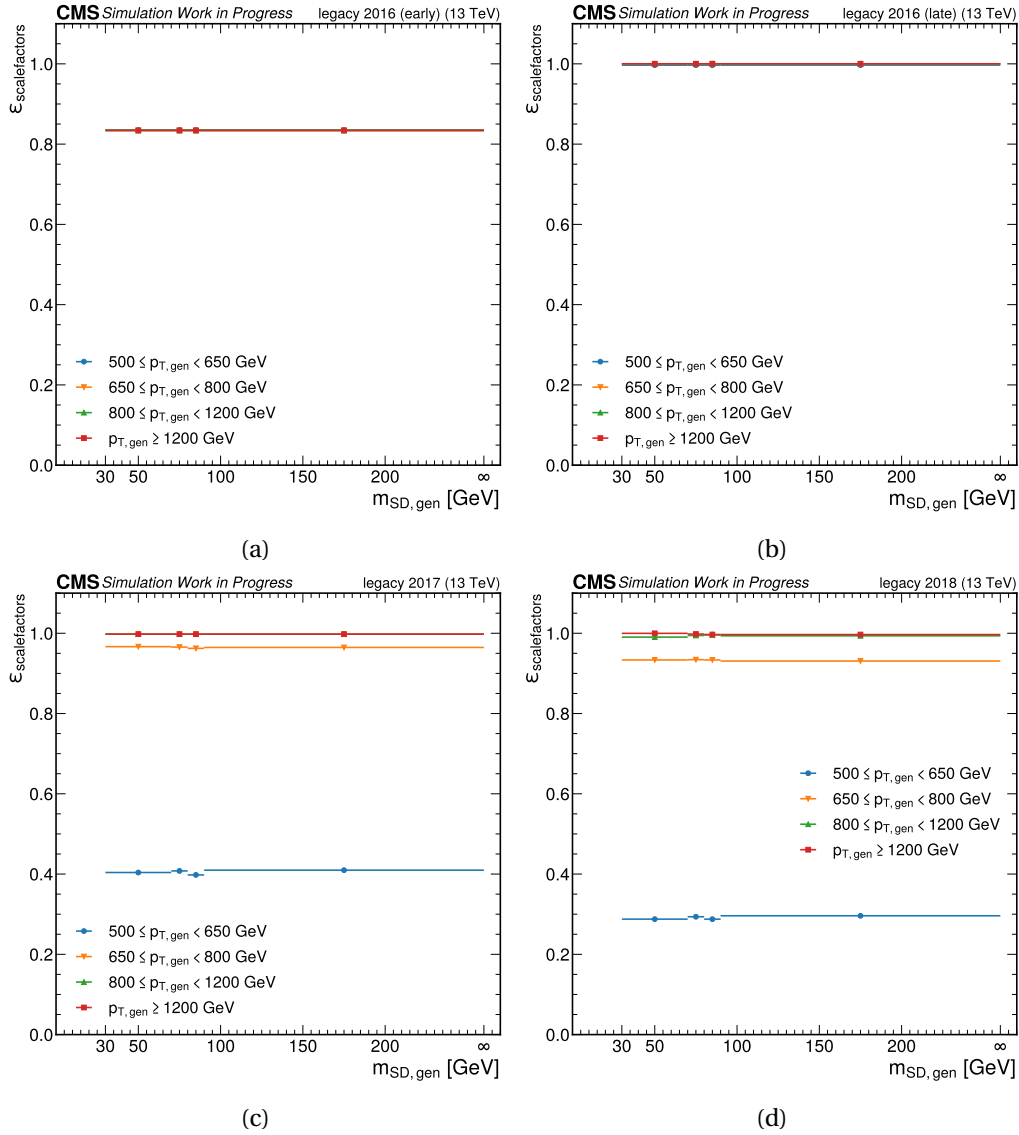 CMS Simulation Work in Progress legacy 2016 (early) (13 TeV)
ε_scalefactors
1.0
0.8
0.6
0.4
0.2
0.0
500 ≤ p_T,gen < 650 GeV
650 ≤ p_T,gen < 800 GeV
800 ≤ p_T,gen < 1200 GeV
p_T,gen ≥ 1200 GeV
30 50 100 150 200 ∞
m_SD,gen [GeV]
(a)
CMS Simulation Work in Progress legacy 2016 (late) (13 TeV)
ε_scalefactors
1.0
0.8
0.6
0.4
0.2
0.0
500 ≤ p_T,gen < 650 GeV
650 ≤ p_T,gen < 800 GeV
800 ≤ p_T,gen < 1200 GeV
p_T,gen ≥ 1200 GeV
30 50 100 150 200 ∞
m_SD,gen [GeV]
(b)
CMS Simulation Work in Progress legacy 2017 (13 TeV)
ε_scalefactors
1.0
0.8
0.6
0.4
0.2
0.0
500 ≤ p_T,gen < 650 GeV
650 ≤ p_T,gen < 800 GeV
800 ≤ p_T,gen < 1200 GeV
p_T,gen ≥ 1200 GeV
30 50 100 150 200 ∞
m_SD,gen [GeV]
(c)
CMS Simulation Work in Progress legacy 2018 (13 TeV)
ε_scalefactors
1.0
0.8
0.6
0.4
0.2
0.0
500 ≤ p_T,gen < 650 GeV
650 ≤ p_T,gen < 800 GeV
800 ≤ p_T,gen < 1200 GeV
p_T,gen ≥ 1200 GeV
30 50 100 150 200 ∞
m_SD,gen [GeV]
(d)